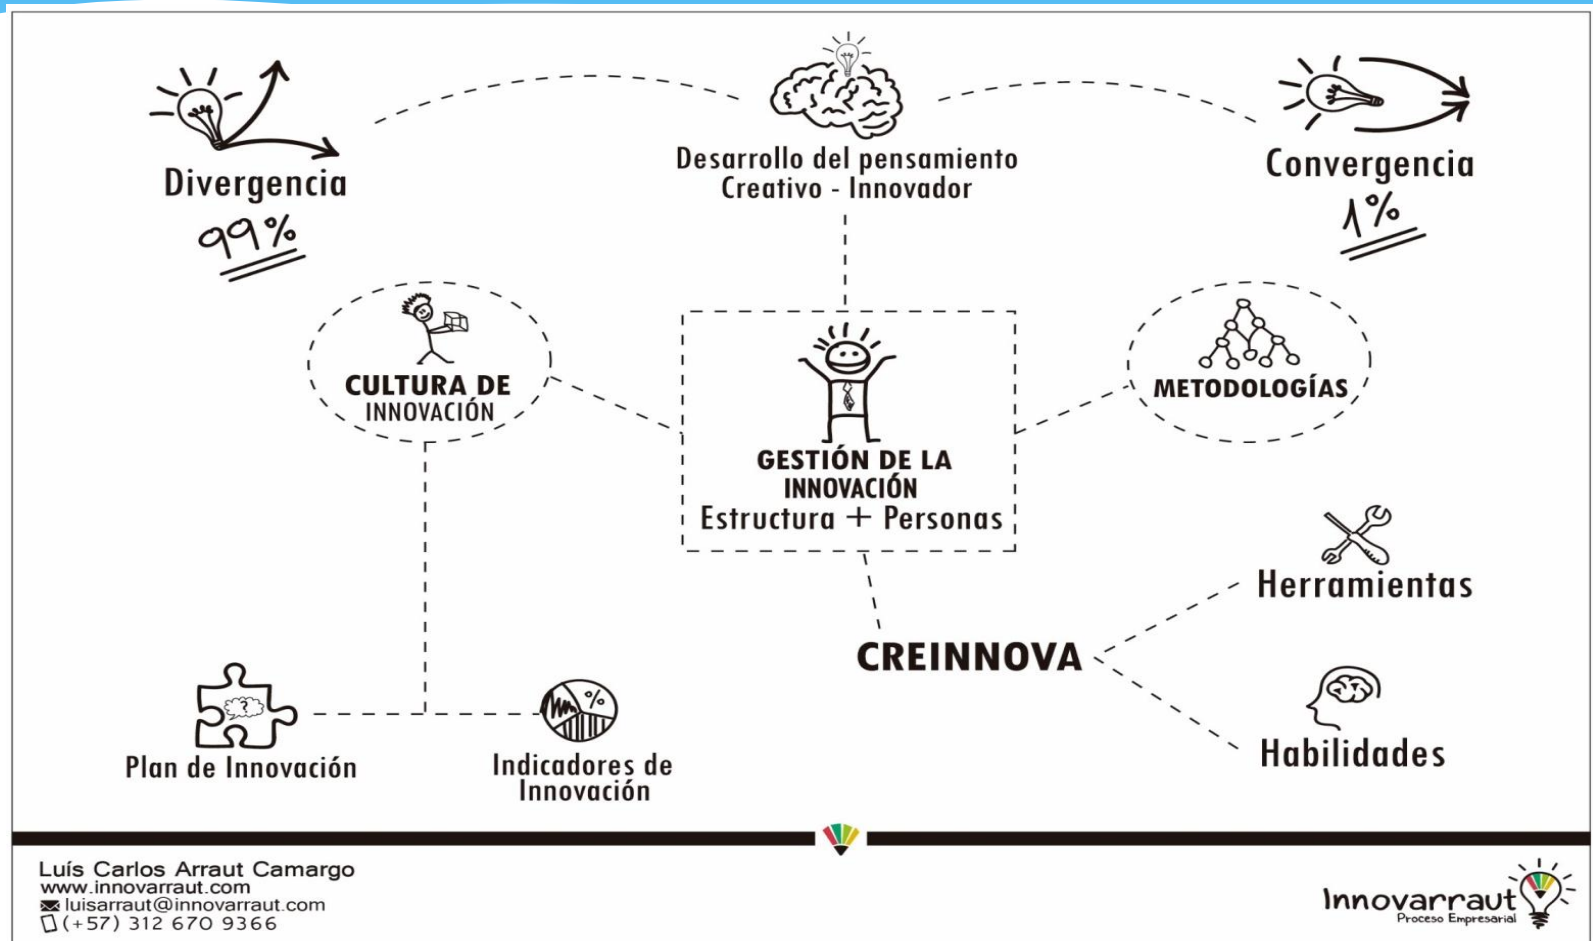 Divergencia
99%
Desarrollo del pensamiento
Creativo - Innovador
Convergencia
1%
CULTURA DE
INNOVACIÓN
GESTIÓN DE LA
INNOVACIÓN
Estructura + Personas
METODOLOGÍAS
Herramientas
CREINNOVA
Habilidades
?
Plan de Innovación
%
Indicadores de
Innovación
Luís Carlos Arraut Camargo
www.innovarraut.com
luisarraut@innovarraut.com
(+57) 312 670 9366
Innovarraut
Proceso Empresarial